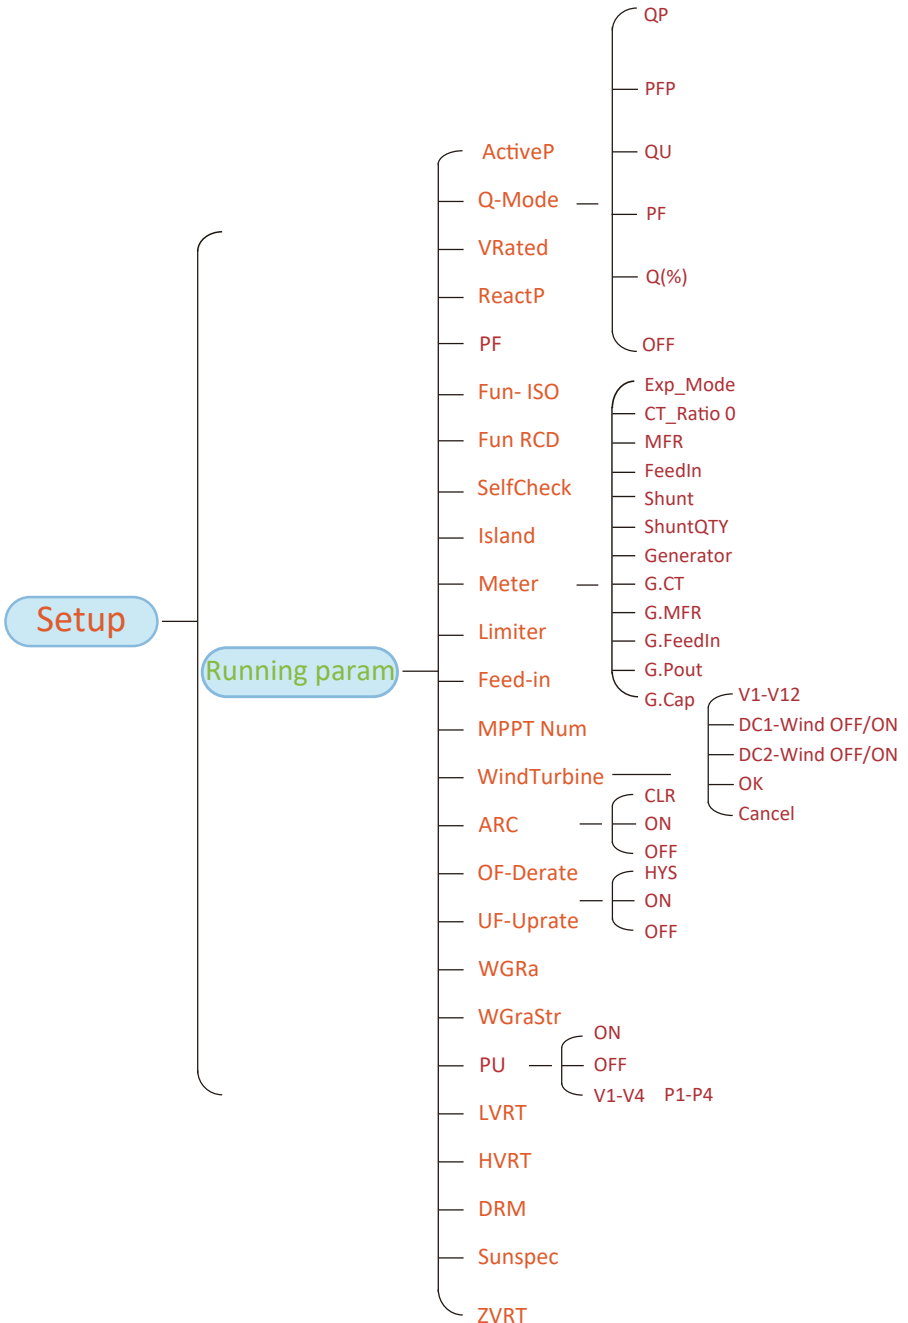 Setup
Running param
ActiveP
Q-Mode
QP
PFP
QU
PF
Q(%)
OFF
VRated
ReactP
PF
Fun- ISO
Fun RCD
SelfCheck
Island
Meter
Exp_Mode
CT_Ratio 0
MFR
FeedIn
Shunt
ShuntQTY
Generator
G.CT
G.MFR
G.FeedIn
G.Pout
G.Cap
Limiter
Feed-in
MPPT Num
WindTurbine
V1-V12
DC1-Wind OFF/ON
DC2-Wind OFF/ON
OK
Cancel
ARC
CLR
ON
OFF
OF-Derate
UF-Uprate
HYS
ON
OFF
WGRa
WGraStr
PU
ON
OFF
V1-V4 P1-P4
LVRT
HVRT
DRM
Sunspec
ZVRT